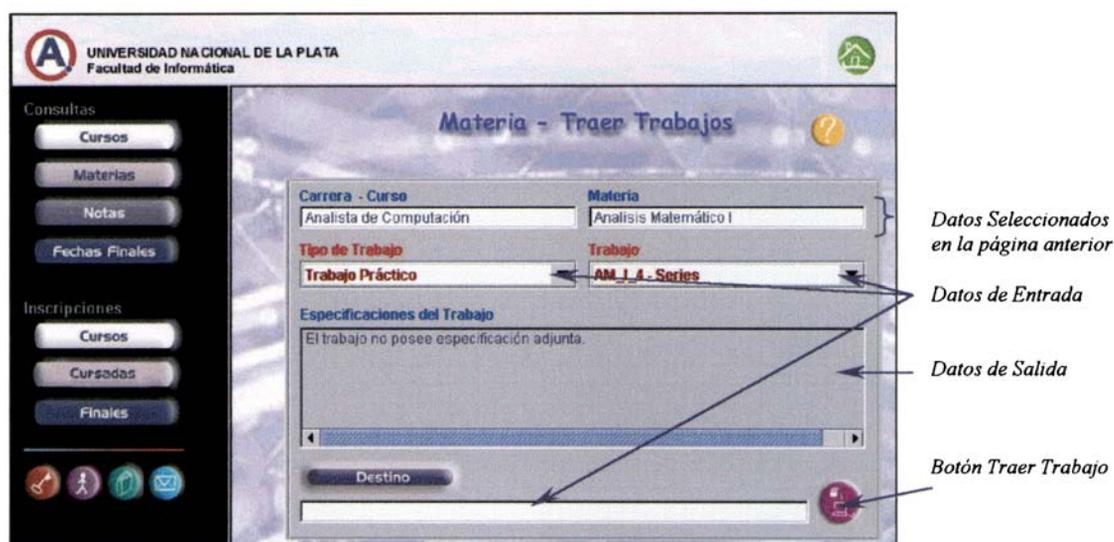 A
UNIVERSIDAD NACIONAL DE LA PLATA
Facultad de Informática
Consultas
Cursos
Materias
Notas
Fechas Finales
Inscripciones
Cursos
Cursadas
Finales
Materia - Traer Trabajos
?
Carrera - Curso
Materia
Analista de Computación
Analisis Matemático I
Tipo de Trabajo
Trabajo
Trabajo Práctico
AM_I_4 - Series
Especificaciones del Trabajo
El trabajo no posee especificación adjunta.
Destino
Datos Seleccionados
en la página anterior
Datos de Entrada
Datos de Salida
Botón Traer Trabajo